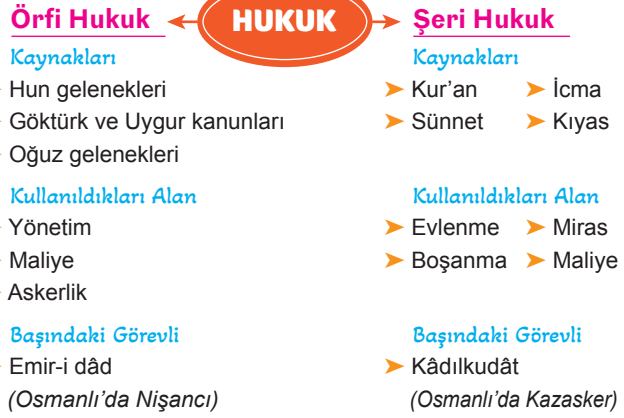 HUKUK
Örfi Hukuk
Kaynakları
Hun gelenekleri
Göktürk ve Uygur kanunları
Oğuz gelenekleri
Kullanıldıkları Alan
Yönetim
Maliye
Askerlik
Başındaki Görevli
Emir-i dâd
(Osmanlı’da Nişancı)
Şeri Hukuk
Kaynakları
➤ Kur’an ➤ İcma
➤ Sünnet ➤ Kıyas
Kullanıldıkları Alan
➤ Evlenme ➤ Miras
➤ Boşanma ➤ Maliye
Başındaki Görevli
➤ Kâdılkudât
(Osmanlı’da Kazasker)